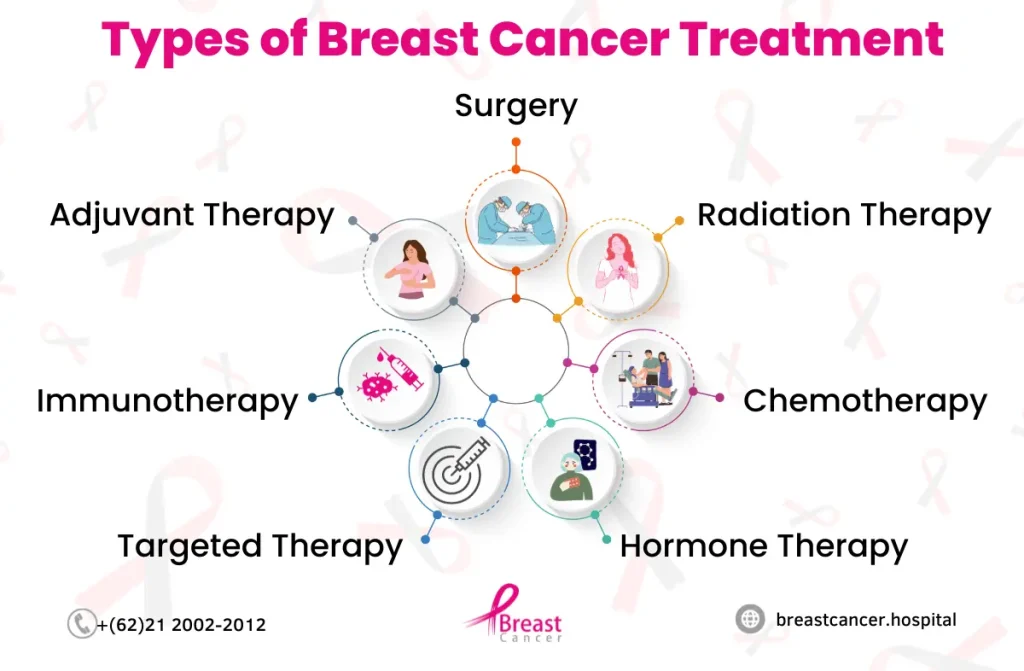 Types of Breast Cancer Treatment
Surgery
Adjuvant Therapy
Radiation Therapy
Immunotherapy
Chemotherapy
Targeted Therapy
Hormone Therapy
+(62)21 2002-2012
Breast
Cancer
breastcancer.hospital